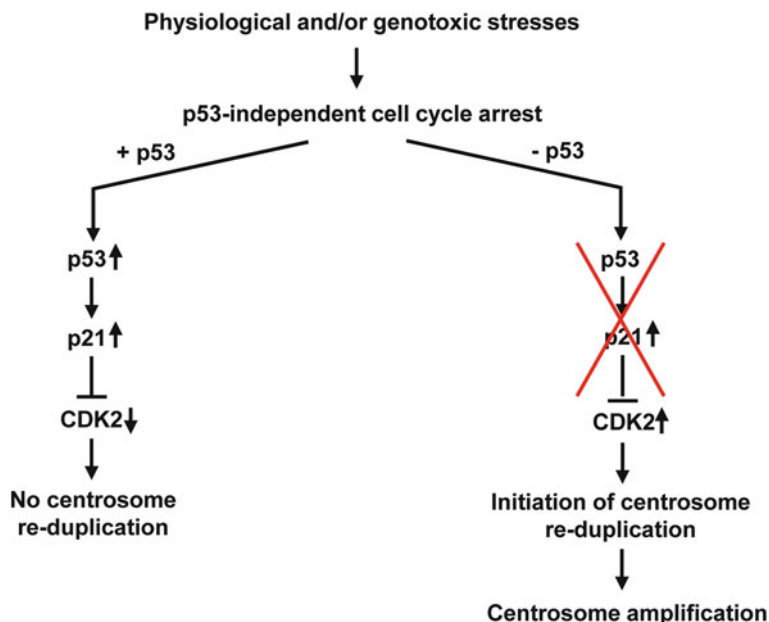 Physiological and/or genotoxic stresses
p53-independent cell cycle arrest
+ p53
- p53
p53
p53
p21
p21
CDK2
CDK2
No centrosome
re-duplication
Initiation of centrosome
re-duplication
Centrosome amplification